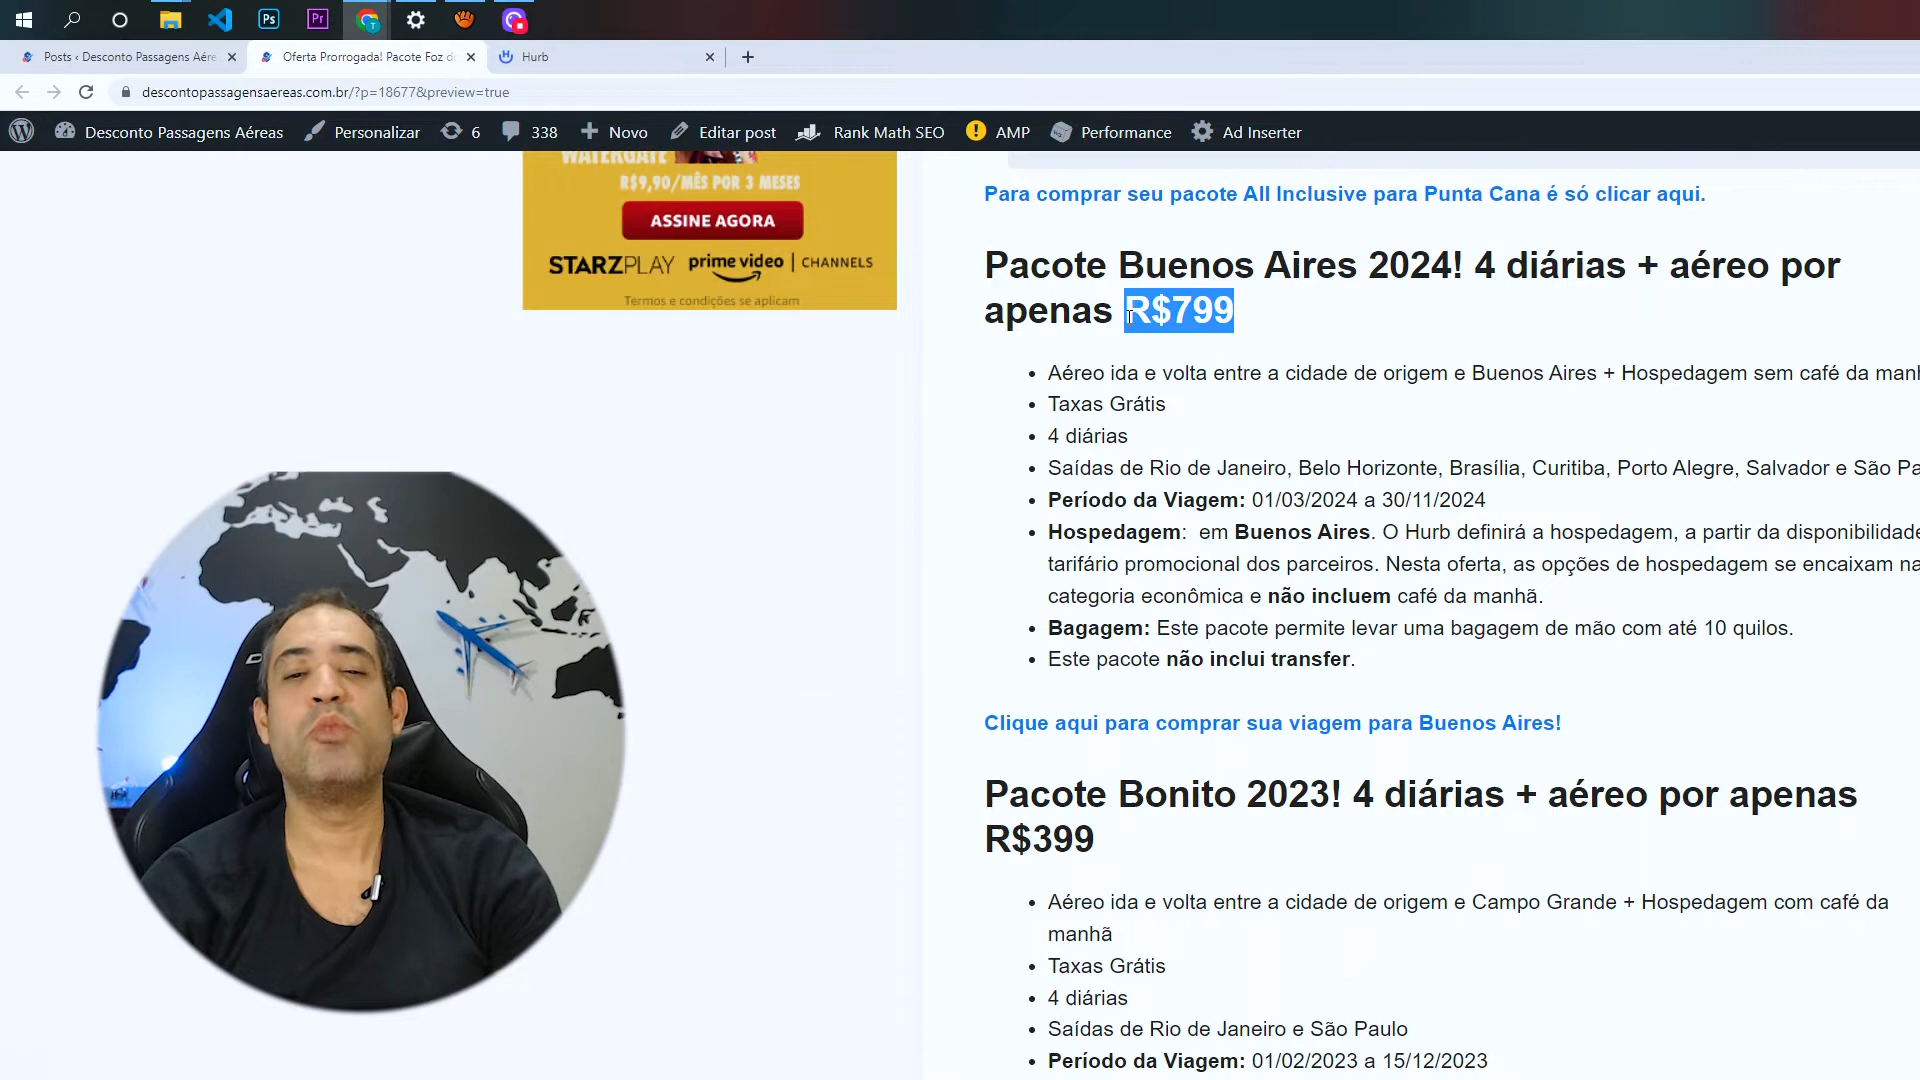 Ps
Pr
Posts ‹ Desconto Passagens Aére
Oferta Prorrogada! Pacote Foz d
Hurb
descontopassagensaereas.com.br/?p=18677&preview=true
Desconto Passagens Aéreas
Personalizar
6
338
Novo
Editar post
Rank Math SEO
AMP
Performance
Ad Inserter
WATERGATE
R$9,90/MÊS POR 3 MESES
ASSINE AGORA
STARZPLAY prime video | CHANNELS
Termos e condições se aplicam
Para comprar seu pacote All Inclusive para Punta Cana é só clicar aqui.
Pacote Buenos Aires 2024! 4 diárias + aéreo por
apenas R$799
Aéreo ida e volta entre a cidade de origem e Buenos Aires + Hospedagem sem café da man
Taxas Grátis
4 diárias
Saídas de Rio de Janeiro, Belo Horizonte, Brasília, Curitiba, Porto Alegre, Salvador e São Pa
Período da Viagem: 01/03/2024 a 30/11/2024
Hospedagem:  em Buenos Aires. O Hurb definirá a hospedagem, a partir da disponibilidade
tarifário promocional dos parceiros. Nesta oferta, as opções de hospedagem se encaixam na
categoria econômica e não incluem café da manhã.
Bagagem: Este pacote permite levar uma bagagem de mão com até 10 quilos.
Este pacote não inclui transfer.
Clique aqui para comprar sua viagem para Buenos Aires!
Pacote Bonito 2023! 4 diárias + aéreo por apenas
R$399
Aéreo ida e volta entre a cidade de origem e Campo Grande + Hospedagem com café da
manhã
Taxas Grátis
4 diárias
Saídas de Rio de Janeiro e São Paulo
Período da Viagem: 01/02/2023 a 15/12/2023